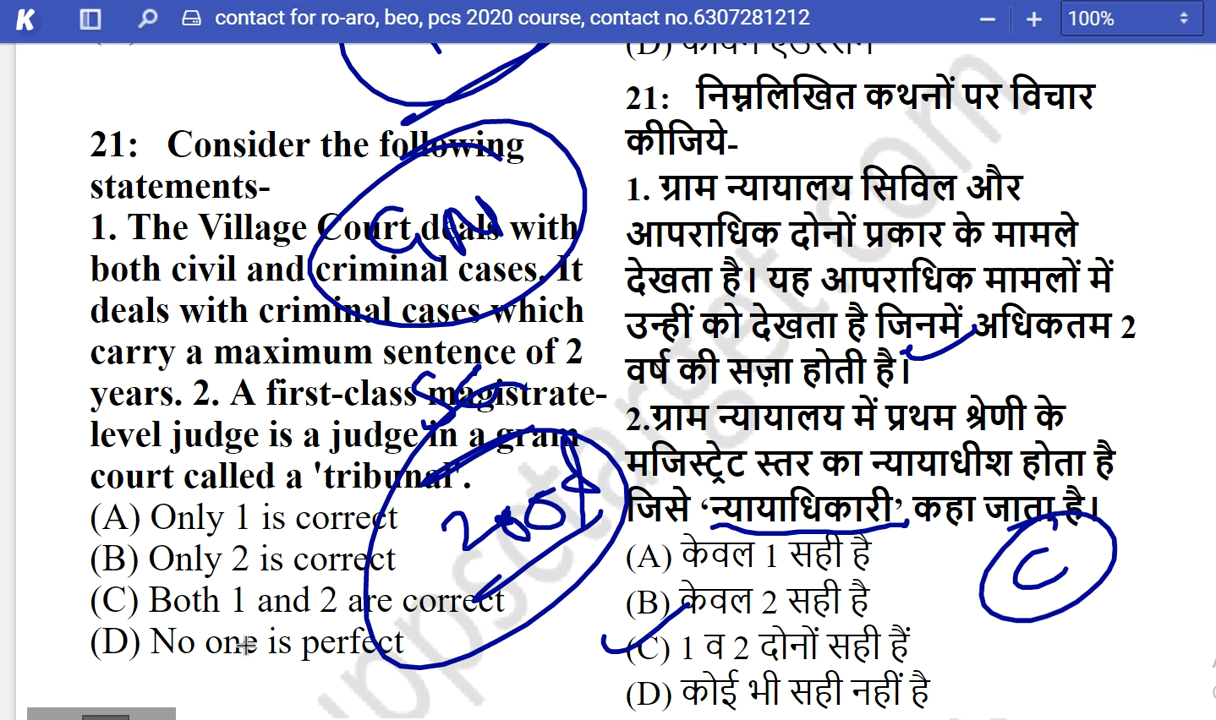 contact for ro-aro, beo, pcs 2020 course, contact no.6307281212
100%
21: Consider the following
statements-
1. The Village Court deals with
both civil and criminal cases. It
deals with criminal cases which
carry a maximum sentence of 2
years. 2. A first-class magistrate-
level judge is a judge in a gram
court called a 'tribunal'.
(A) Only 1 is correct
(B) Only 2 is correct
(C) Both 1 and 2 are correct
(D) No one is perfect
GN
2008
21: निम्नलिखित कथनों पर विचार
कीजिये-
1. ग्राम न्यायालय सिविल और
आपराधिक दोनों प्रकार के मामले
देखता है। यह आपराधिक मामलों में
उन्हीं को देखता है जिनमें अधिकतम 2
वर्ष की सज़ा होती है।
2.ग्राम न्यायालय में प्रथम श्रेणी के
मजिस्ट्रेट स्तर का न्यायाधीश होता है
जिसे ‘न्यायाधिकारी’ कहा जाता है।
(A) केवल 1 सही है
(B) केवल 2 सही है
(C) 1 व 2 दोनों सही हैं
(D) कोई भी सही नहीं है
C